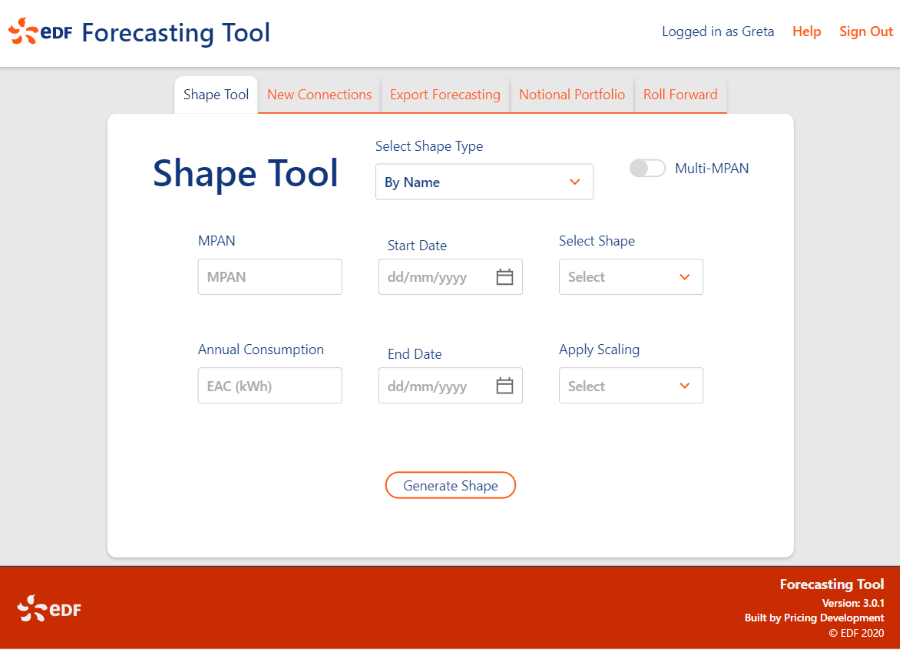 eDF Forecasting Tool
Logged in as Greta Help Sign Out
Shape Tool New Connections Export Forecasting Notional Portfolio Roll Forward
Shape Tool
Select Shape Type
By Name
Multi-MPAN
MPAN Start Date Select Shape
MPAN dd/mm/yyyy Select
Annual Consumption End Date Apply Scaling
EAC (kWh) dd/mm/yyyy Select
Generate Shape
eDF
Forecasting Tool
Version: 3.0.1
Built by Pricing Development
© EDF 2020